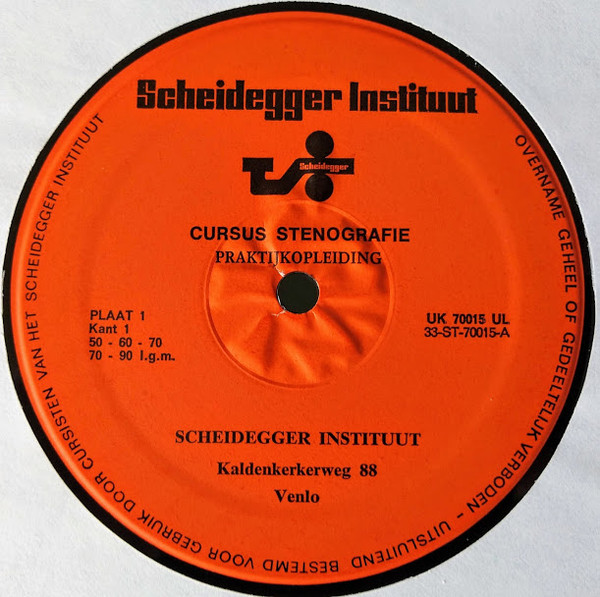 Scheidegger Instituut
Scheidegger
CURSUS STENOGRAFIE
PRAKTIJKOPLEIDING
PLAAT 1
Kant 1
50 - 60 - 70
70 - 90 l.g.m.
UK 70015 UL
33-ST-70015-A
SCHEIDEGGER INSTITUUT
Kaldenkerkerweg 88
Venlo
OVERNAME GEHEEL OF GEDEELTELIJK VERBODEN - UITSLUITEND BESTEMD VOOR GEBRUIK DOOR CURSISTEN VAN HET SCHEIDEGGER INSTITUUT